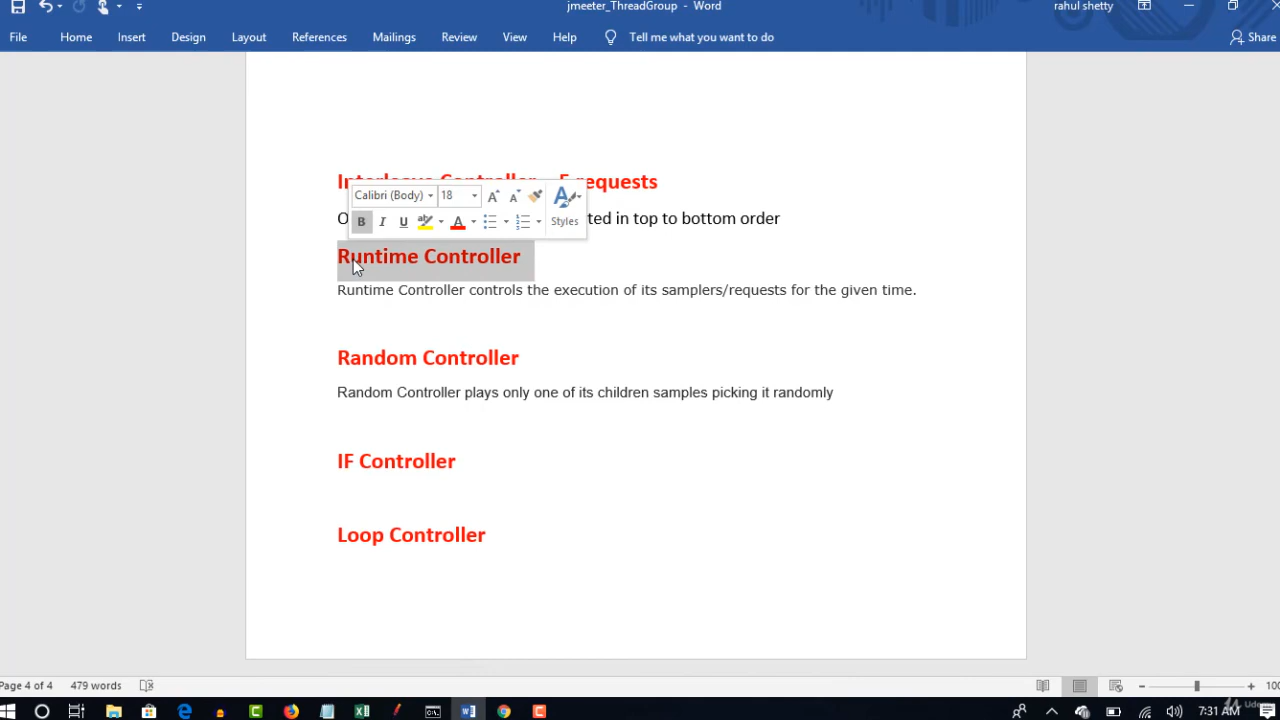 jmeeter_ThreadGroup - Word
rahul shetty
File Home Insert Design Layout References Mailings Review View Help Tell me what you want to do Share
requests
Calibri (Body) 18
B I U aby A Styles
ted in top to bottom order
Runtime Controller
Runtime Controller controls the execution of its samplers/requests for the given time.
Random Controller
Random Controller plays only one of its children samples picking it randomly
IF Controller
Loop Controller
Page 4 of 4 479 words
100
7:31 AM